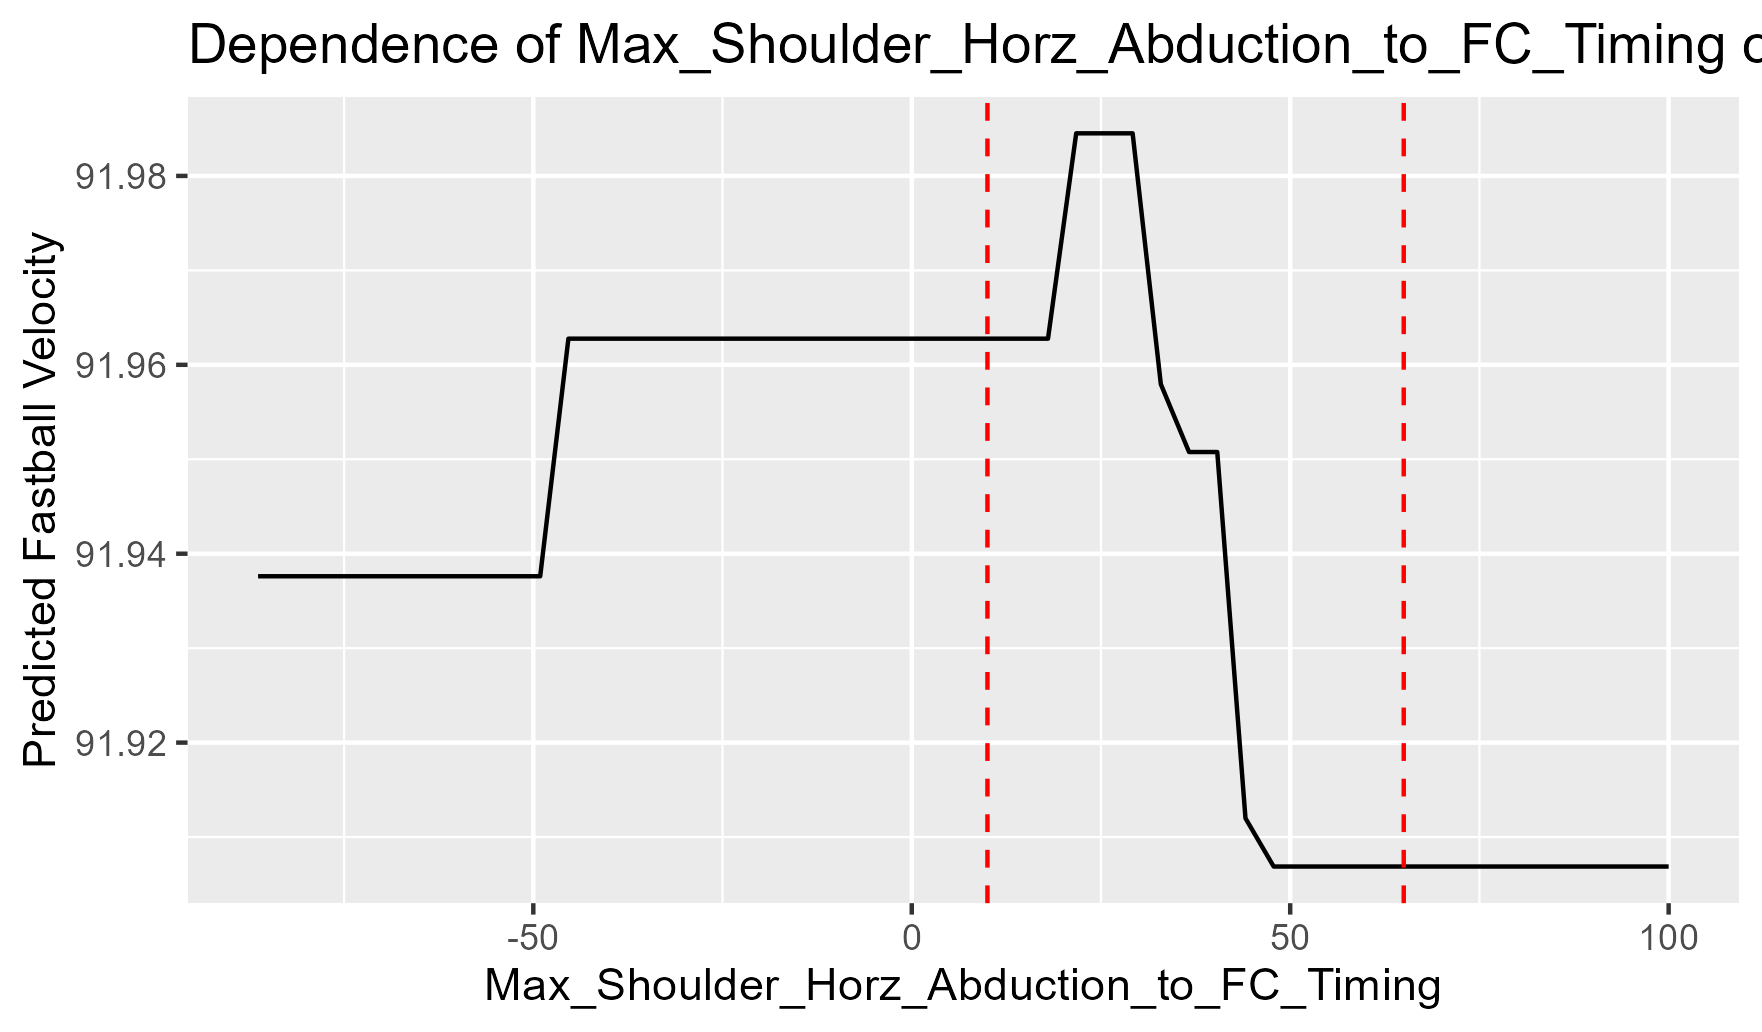 Dependence of Max_Shoulder_Horz_Abduction_to_FC_Timing
91.98
91.96
91.94
91.92
Predicted Fastball Velocity
-50 0 50 100
Max_Shoulder_Horz_Abduction_to_FC_Timing